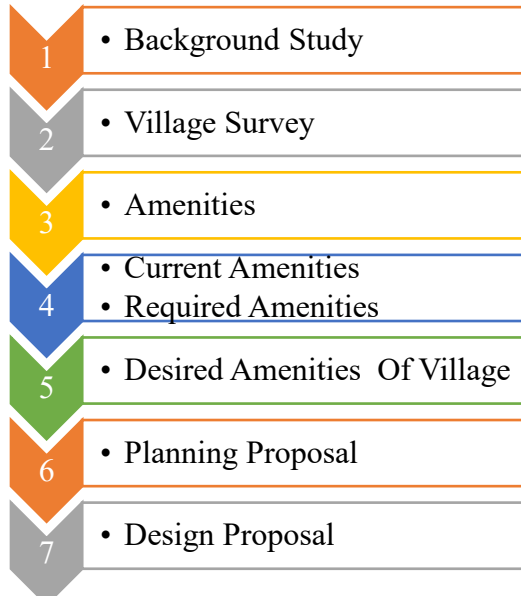 1
• Background Study
2
• Village Survey
3
• Amenities
4
• Current Amenities
• Required Amenities
5
• Desired Amenities  Of Village
6
• Planning Proposal
7
• Design Proposal